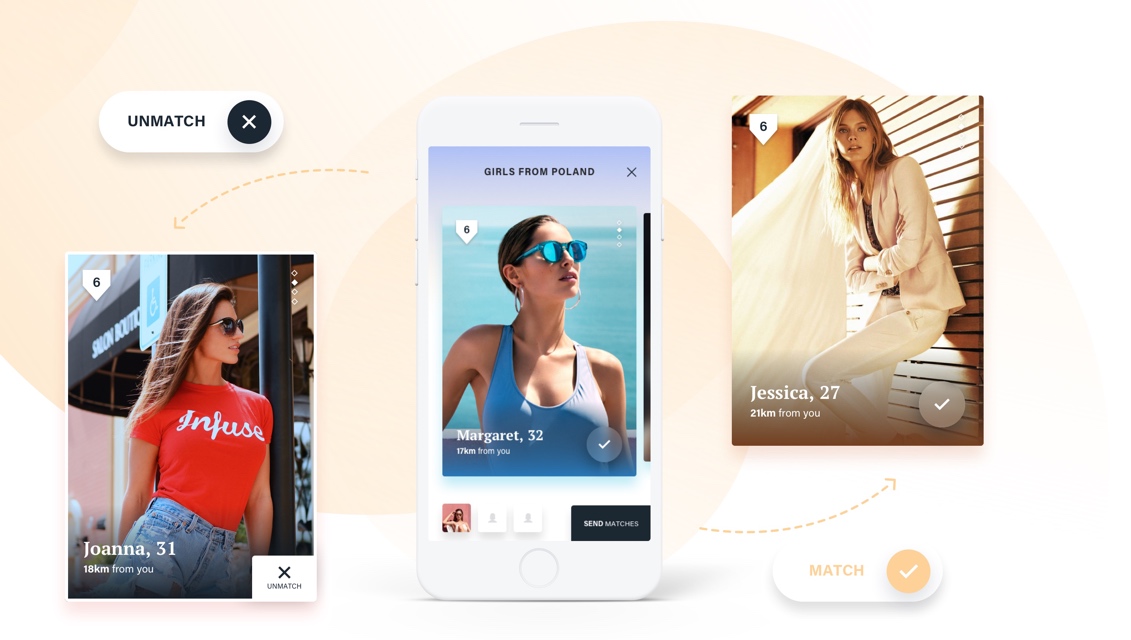 UNMATCH
6
SALON BOUTIQ
Infuse
Joanna, 31
18km from you
UNMATCH
GIRLS FROM POLAND
6
Margaret, 32
17km from you
SEND MATCHES
6
Jessica, 27
21km from you
MATCH